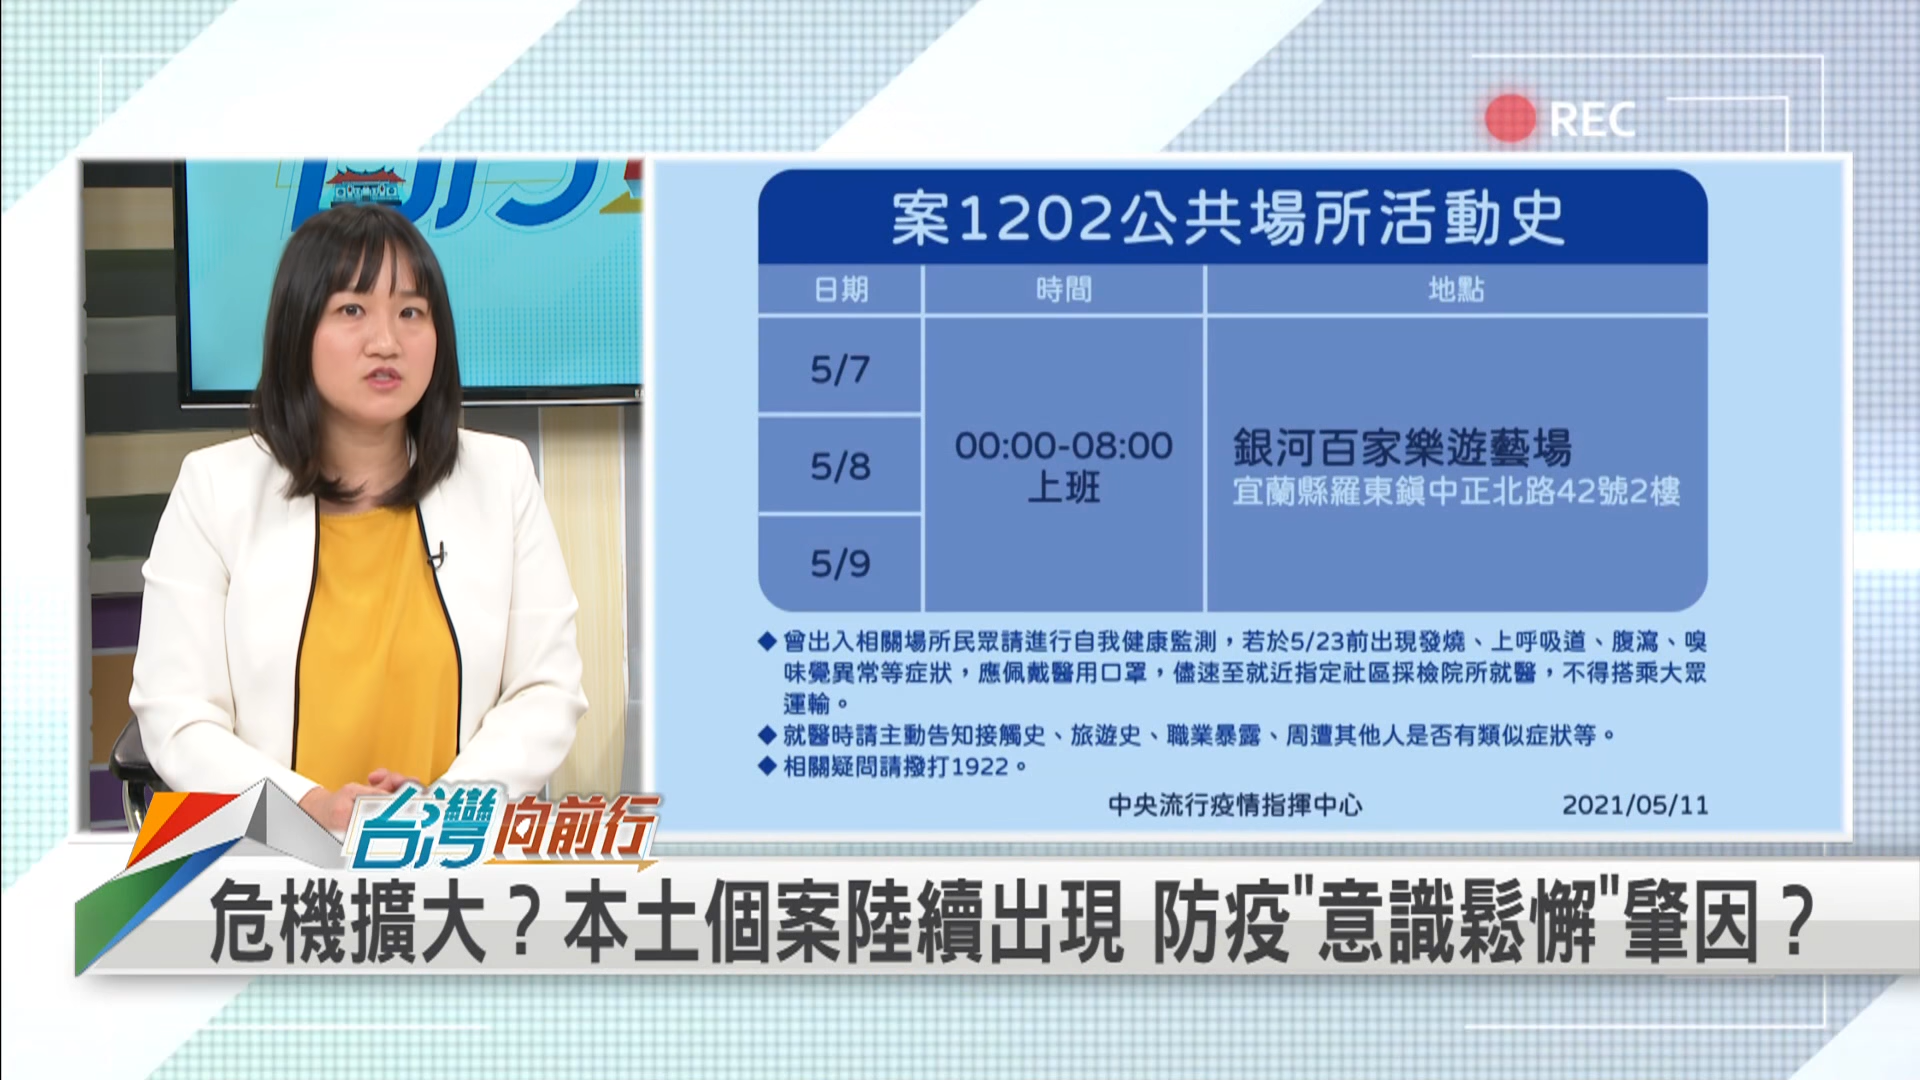 REC
案1202公共場所活動史
日期 時間 地點
5/7
5/8
5/9
00:00-08:00
上班
銀河百家樂遊藝場
宜蘭縣羅東鎮中正北路42號2樓
◆曾出入相關場所民眾請進行自我健康監測，若於5/23前出現發燒、上呼吸道、腹瀉、嗅
味覺異常等症狀，應佩戴醫用口罩，儘速至就近指定社區採檢院所就醫，不得搭乘大眾
運輸。
◆就醫時請主動告知接觸史、旅遊史、職業暴露、周遭其他人是否有類似症狀等。
◆相關疑問請撥打1922。
中央流行疫情指揮中心 2021/05/11
台灣向前行
危機擴大？本土個案陸續出現 防疫"意識鬆懈"肇因？